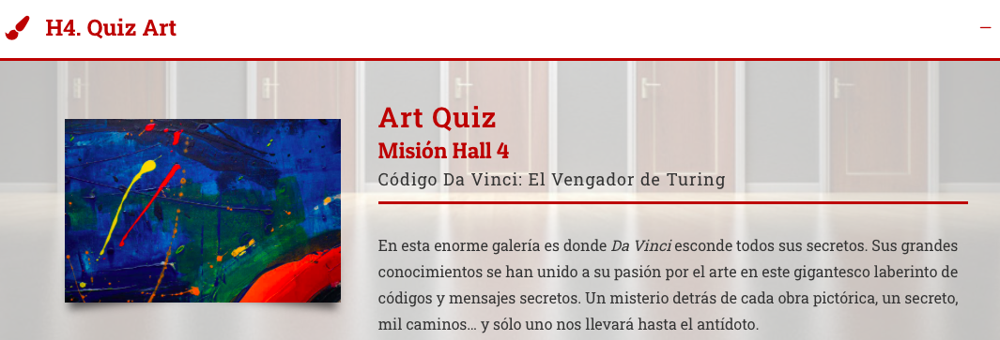 H4. Quiz Art
Art Quiz
Misión Hall 4
Código Da Vinci: El Vengador de Turing
En esta enorme galería es donde Da Vinci esconde todos sus secretos. Sus grandes
conocimientos se han unido a su pasión por el arte en este gigantesco laberinto de
códigos y mensajes secretos. Un misterio detrás de cada obra pictórica, un secreto,
mil caminos... y sólo uno nos llevará hasta el antídoto.